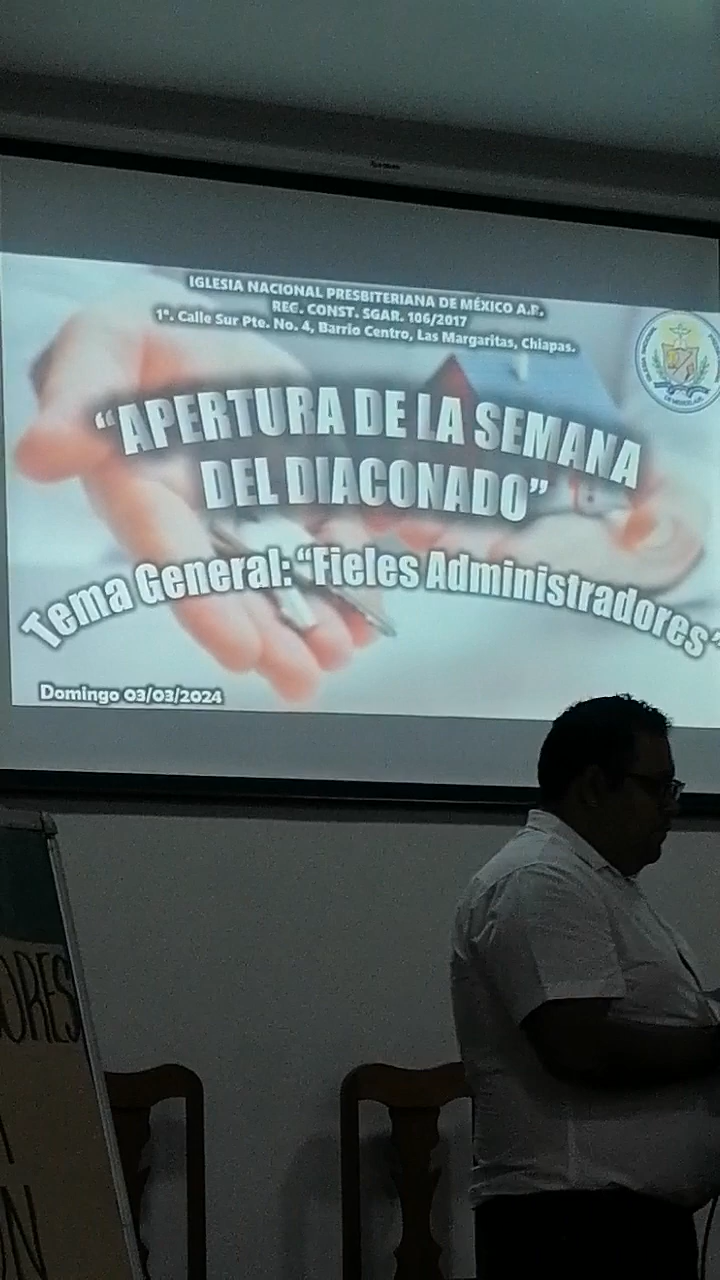 IGLESIA NACIONAL PRESBITERIANA DE MÉXICO A.R.
REG. CONST. SGAR. 106/2017
1ª. Calle Sur Pte. No. 4, Barrio Centro, Las Margaritas, Chiapas.
“APERTURA DE LA SEMANA
DEL DIACONADO”
Tema General: “Fieles Administradores”
Domingo 03/03/2024
ORES